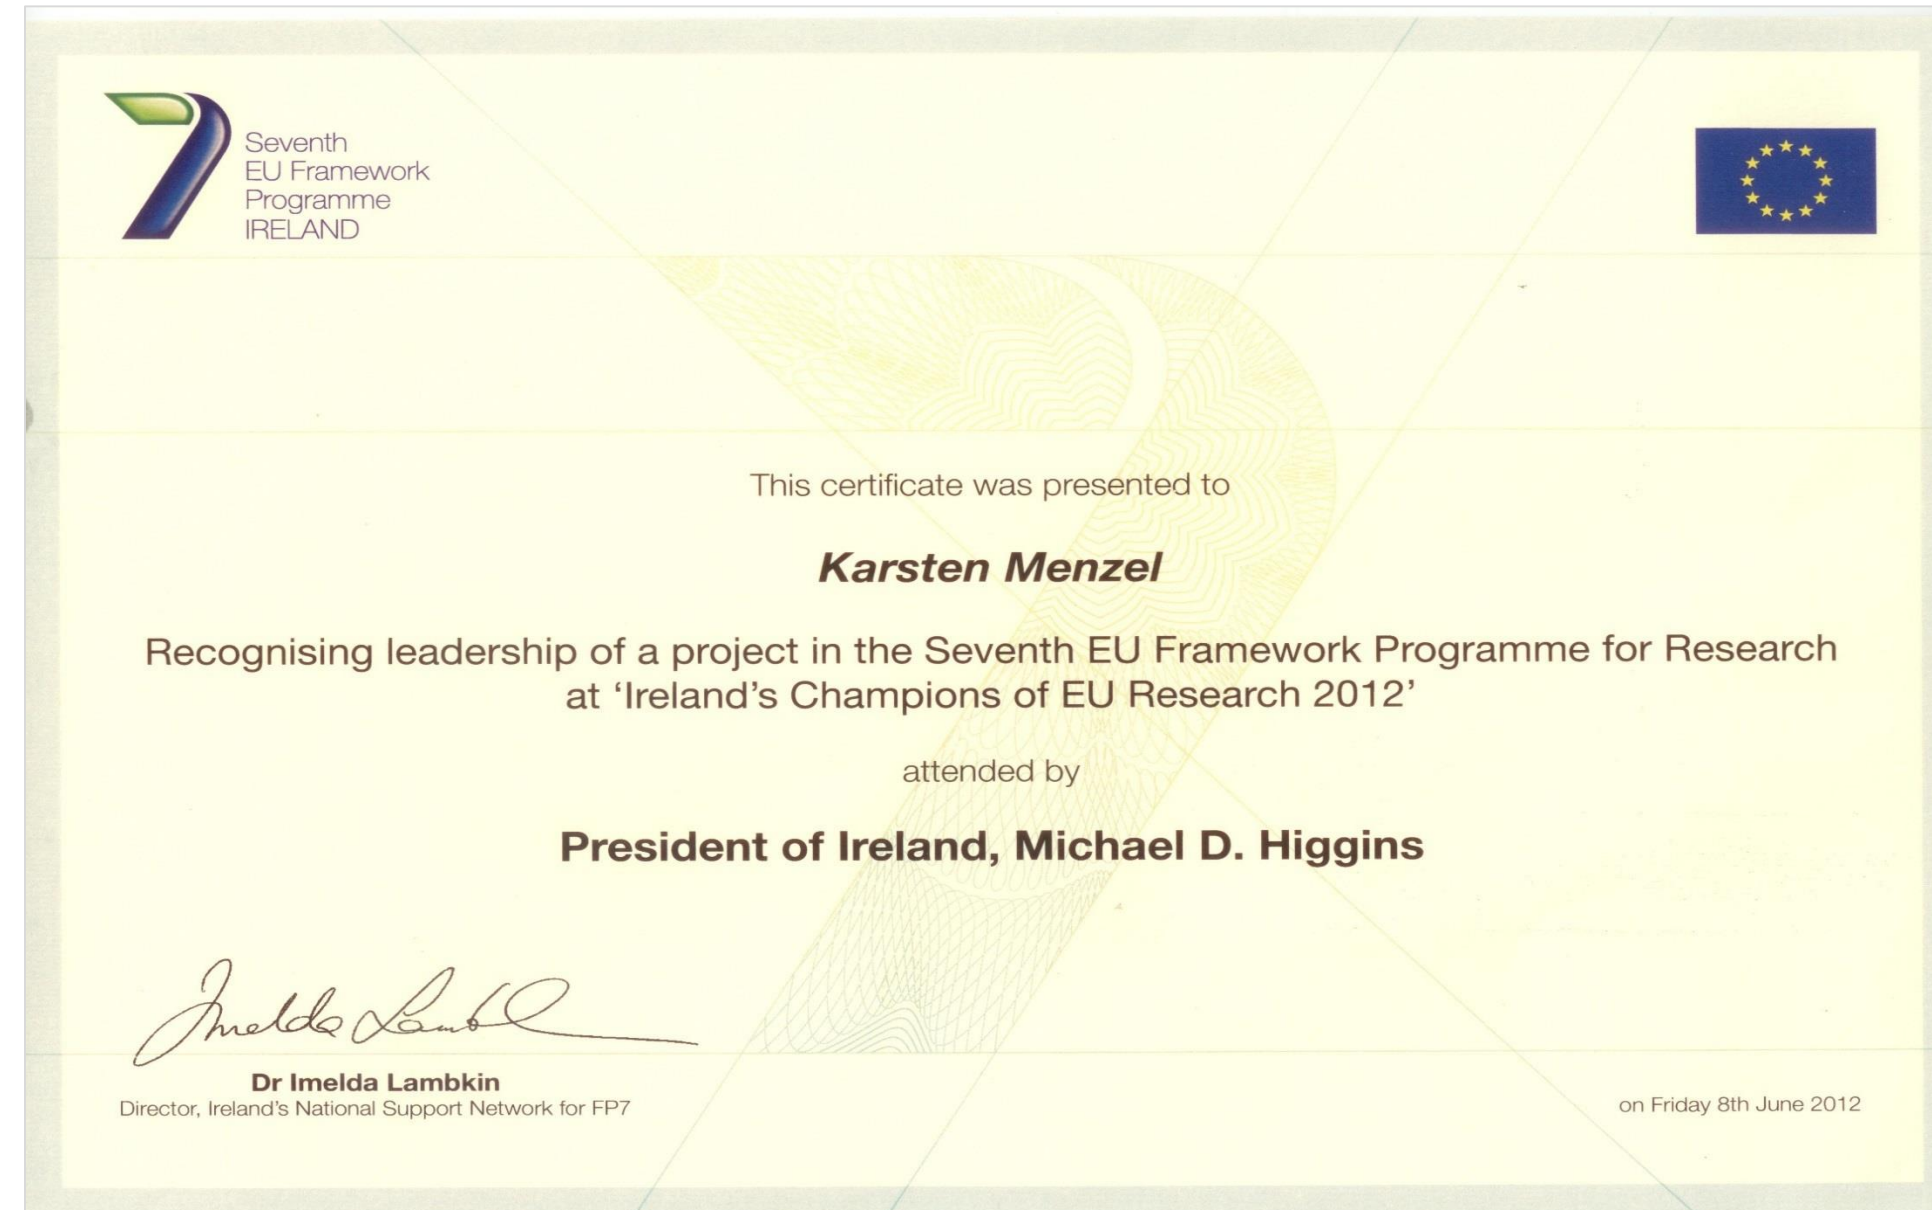 Seventh
EU Framework
Programme
IRELAND
This certificate was presented to
Karsten Menzel
Recognising leadership of a project in the Seventh EU Framework Programme for Research
at ‘Ireland’s Champions of EU Research 2012’
attended by
President of Ireland, Michael D. Higgins
Imelda Lambkin
Dr Imelda Lambkin
Director, Ireland’s National Support Network for FP7
on Friday 8th June 2012